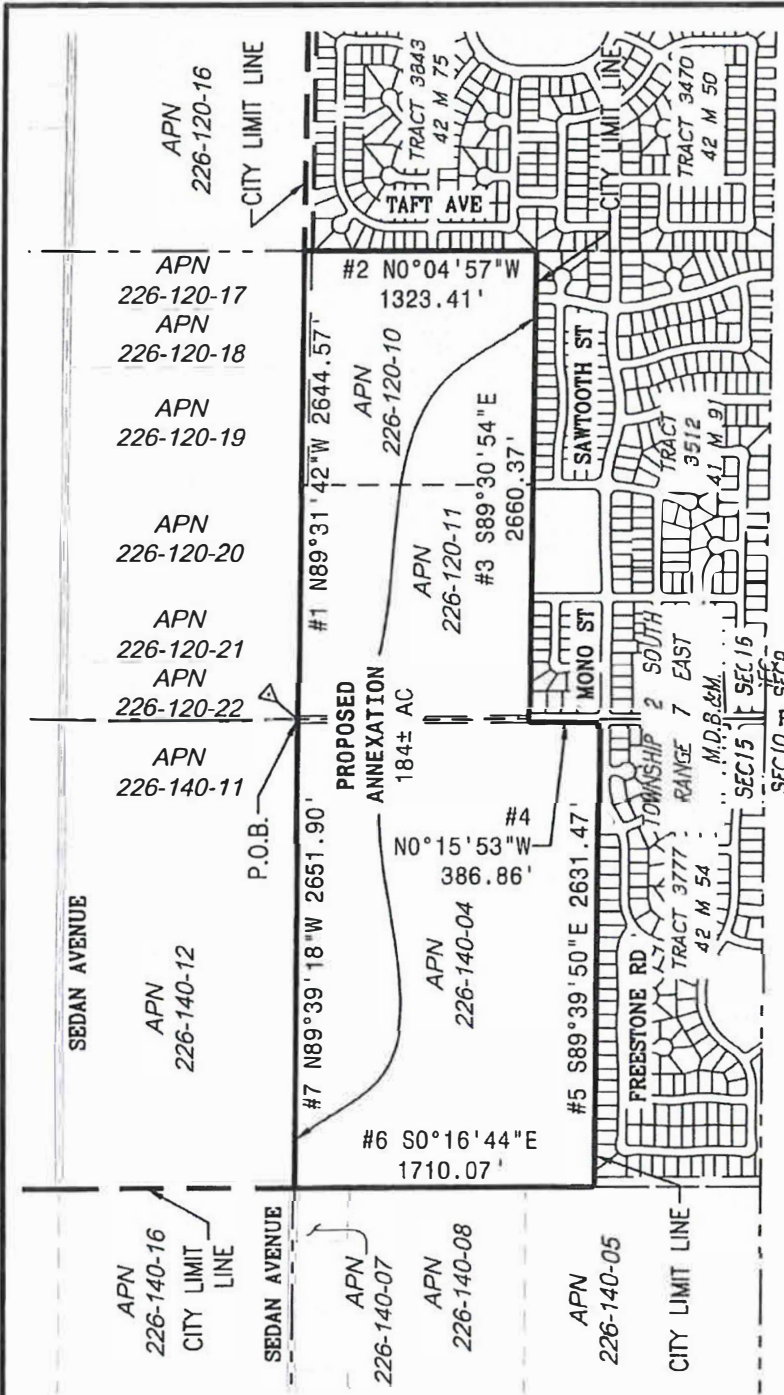 APN
226-120-16
CITY LIMIT LINE
TRACT 3843
42 M 75
TAFT AVE
CITY LIMIT LINE
TRACT 3470
42 M 50
APN
226-120-17
APN
226-120-18
APN
226-120-19
APN
226-120-20
APN
226-120-21
APN
226-120-22
APN
226-140-11
#2 N0°04'57"W
1323.41'
#1 N89°31'42"W 2644.57'
APN
226-120-10
APN
226-120-11
#3 S89°30'54"E
2660.37'
SAWTOOTH ST
TRACT
3512
41 M 91
MONO ST
PROPOSED
ANNEXATION
184± AC
P.O.B.
#4
N0°15'53"W
386.86'
TOWNSHIP 2 SOUTH
RANGE 7 EAST
M.D.B.&M.
SEC15
SEC16
SEC10
SEC9
SEDAN AVENUE
APN
226-140-12
#7 N89°39'18"W 2651.90'
APN
226-140-04
#5 S89°39'50"E 2631.47'
TRACT 3777
42 M 54
FREESTONE RD
#6 S0°16'44"E
1710.07'
APN
226-140-16
CITY LIMIT
LINE
SEDAN AVENUE
APN
226-140-07
APN
226-140-08
APN
226-140-05
CITY LIMIT LINE